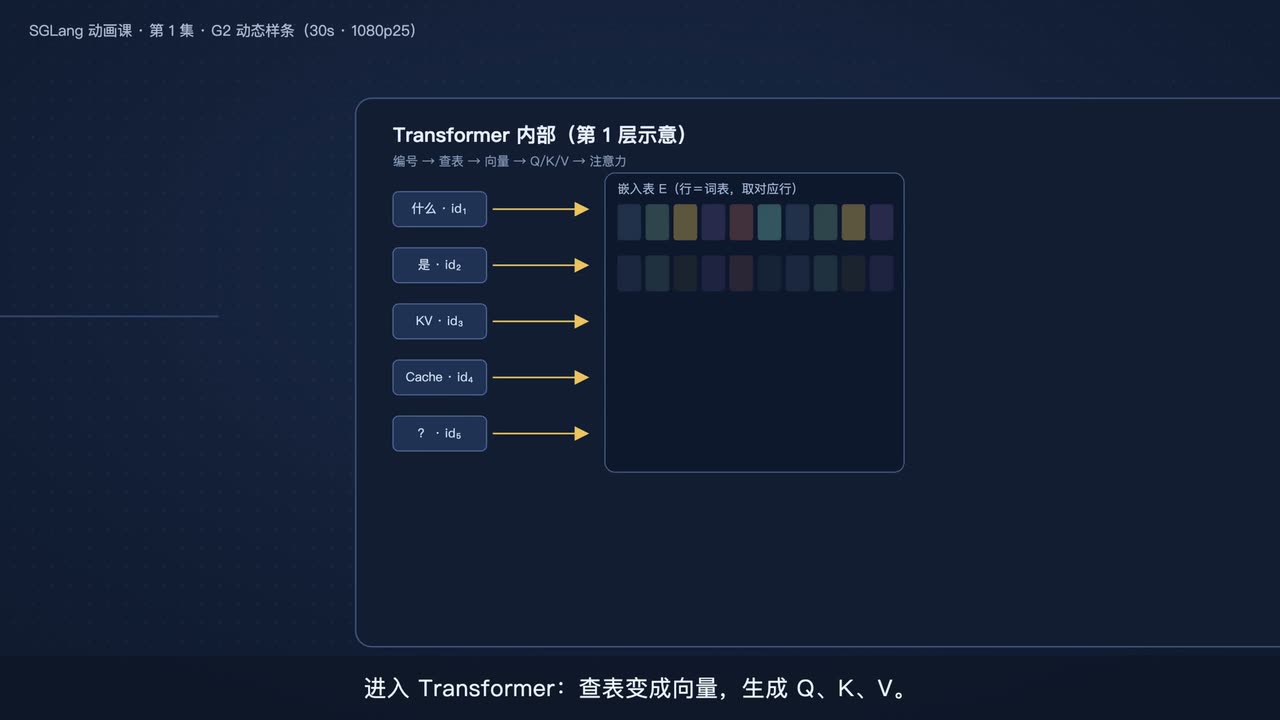 SGLang 动画课 · 第 1 集 · G2 动态样条（30s · 1080p25）
Transformer 内部（第 1 层示意）
编号 → 查表 → 向量 → Q/K/V → 注意力
嵌入表 E（行＝词表，取对应行）
什么 · id₁
是 · id₂
KV · id₃
Cache · id₄
？ · id₅
进入 Transformer：查表变成向量，生成 Q、K、V。